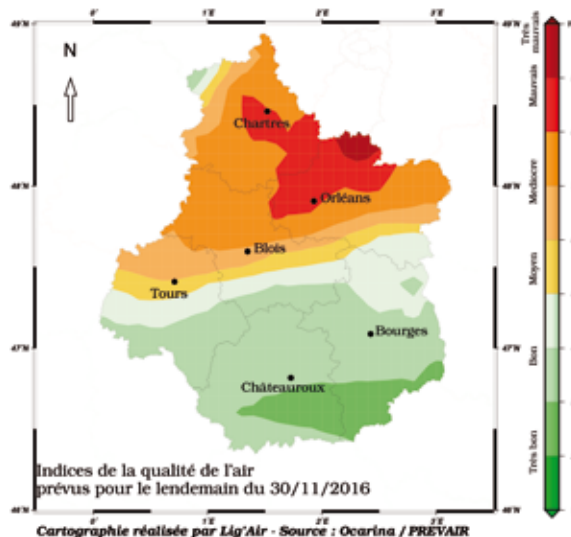 N
Chartres
Orléans
Blois
Tours
Bourges
Châteauroux
Indices de la qualité de l'air
prévus pour le lendemain du 30/11/2016
Cartographie réalisée par Lig'Air - Source : Ocarina / PREVAIR
Très mauvais
Mauvais
Médiocre
Moyen
Bon
Très bon